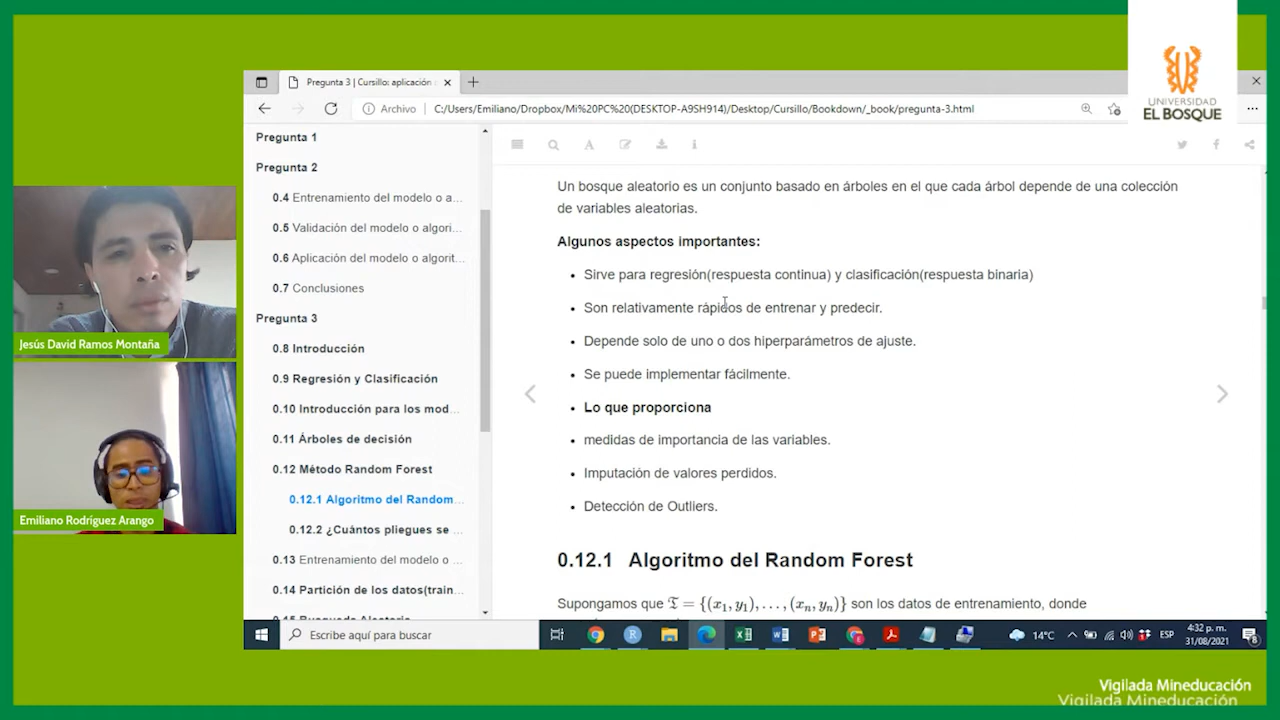 UNIVERSIDAD
EL BOSQUE
Pregunta 3 | Cursillo: aplicación
Archivo
C:/Users/Emiliano/Dropbox/Mi%20PC%20(DESKTOP-A9SH914)/Desktop/Cursillo/Bookdown/_book/pregunta-3.html
Pregunta 1
Pregunta 2
0.4 Entrenamiento del modelo o a...
0.5 Validación del modelo o algori...
0.6 Aplicación del modelo o algorit...
0.7 Conclusiones
Pregunta 3
0.8 Introducción
0.9 Regresión y Clasificación
0.10 Introducción para los mod...
0.11 Árboles de decisión
0.12 Método Random Forest
0.12.1 Algoritmo del Random...
0.12.2 ¿Cuántos pliegues se ...
0.13 Entrenamiento del modelo o ...
0.14 Partición de los datos(train...
Un bosque aleatorio es un conjunto basado en árboles en el que cada árbol depende de una colección
de variables aleatorias.
Algunos aspectos importantes:
• Sirve para regresión(respuesta continua) y clasificación(respuesta binaria)
• Son relativamente rápidos de entrenar y predecir.
• Depende solo de uno o dos hiperparámetros de ajuste.
• Se puede implementar fácilmente.
• Lo que proporciona
• medidas de importancia de las variables.
• Imputación de valores perdidos.
• Detección de Outliers.
0.12.1 Algoritmo del Random Forest
Supongamos que 𝔗 = {(x₁, y₁), . . . , (xₙ, yₙ)} son los datos de entrenamiento, donde
Jesús David Ramos Montaña
Emiliano Rodríguez Arango
Escribe aquí para buscar
14°C
ESP
4:32 p. m.
31/08/2021
Vigilada Mineducación
Vigilada Mineducación